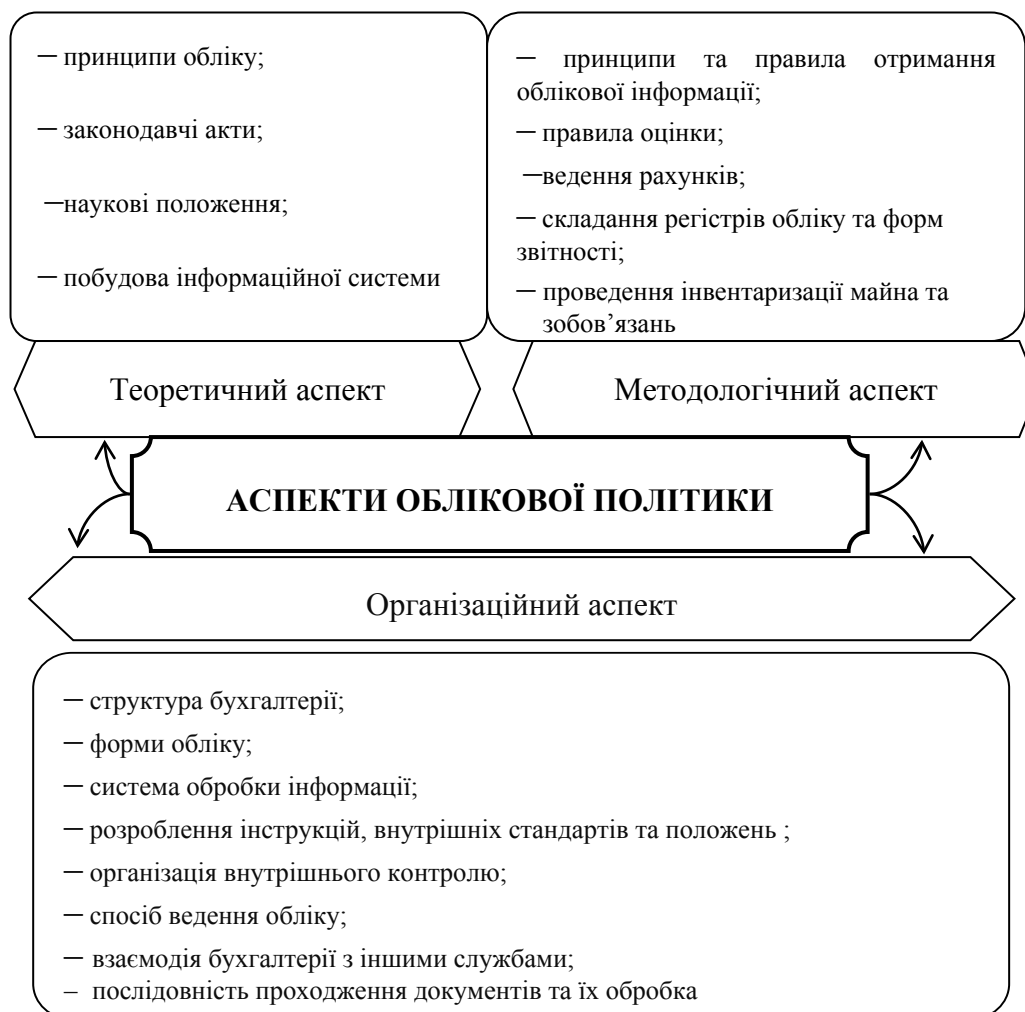 — принципи обліку;
— законодавчі акти;
—наукові положення;
— побудова інформаційної системи
— принципи та правила отримання
облікової інформації;
— правила оцінки;
—ведення рахунків;
— складання регістрів обліку та форм
звітності;
— проведення інвентаризації майна та
зобов’язань
Теоретичний аспект
Методологічний аспект
АСПЕКТИ ОБЛІКОВОЇ ПОЛІТИКИ
Організаційний аспект
— структура бухгалтерії;
— форми обліку;
— система обробки інформації;
— розроблення інструкцій, внутрішніх стандартів та положень ;
— організація внутрішнього контролю;
— спосіб ведення обліку;
— взаємодія бухгалтерії з іншими службами;
– послідовність проходження документів та їх обробка